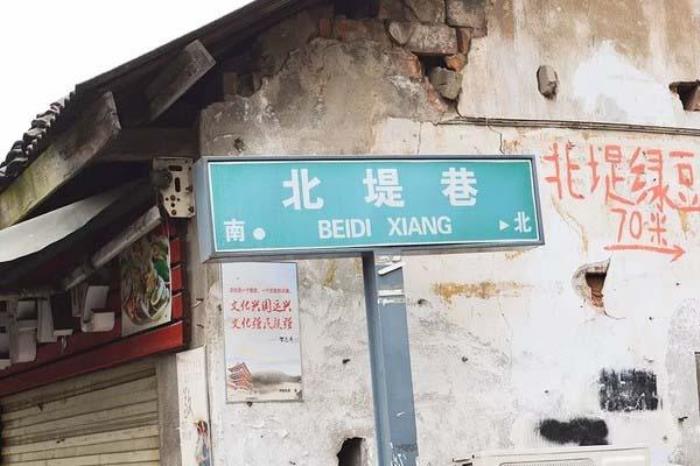 北堤巷
南
BEIDI XIANG
北
北堤绿豆
70米
文化兴国运兴
文化强民族强